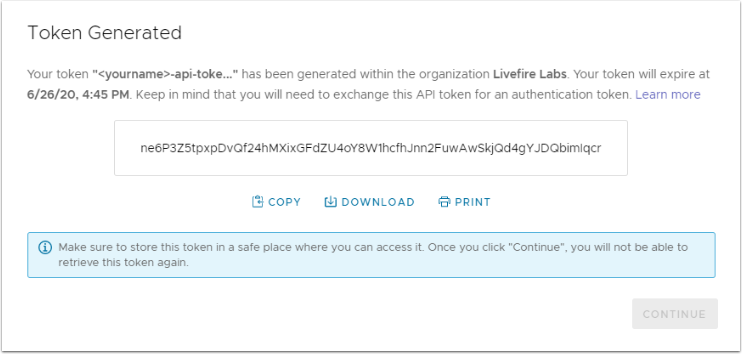 Token Generated
Your token "<yourname>-api-toke..." has been generated within the organization Livefire Labs. Your token will expire at
6/26/20, 4:45 PM. Keep in mind that you will need to exchange this API token for an authentication token. Learn more
ne6P3Z5tpxpDvQf24hMXixGFdZU4oY8W1hcfhJnn2FuwAwSkjQd4gYJDQbimIqcr
COPY DOWNLOAD PRINT
Make sure to store this token in a safe place where you can access it. Once you click "Continue", you will not be able to
retrieve this token again.
CONTINUE